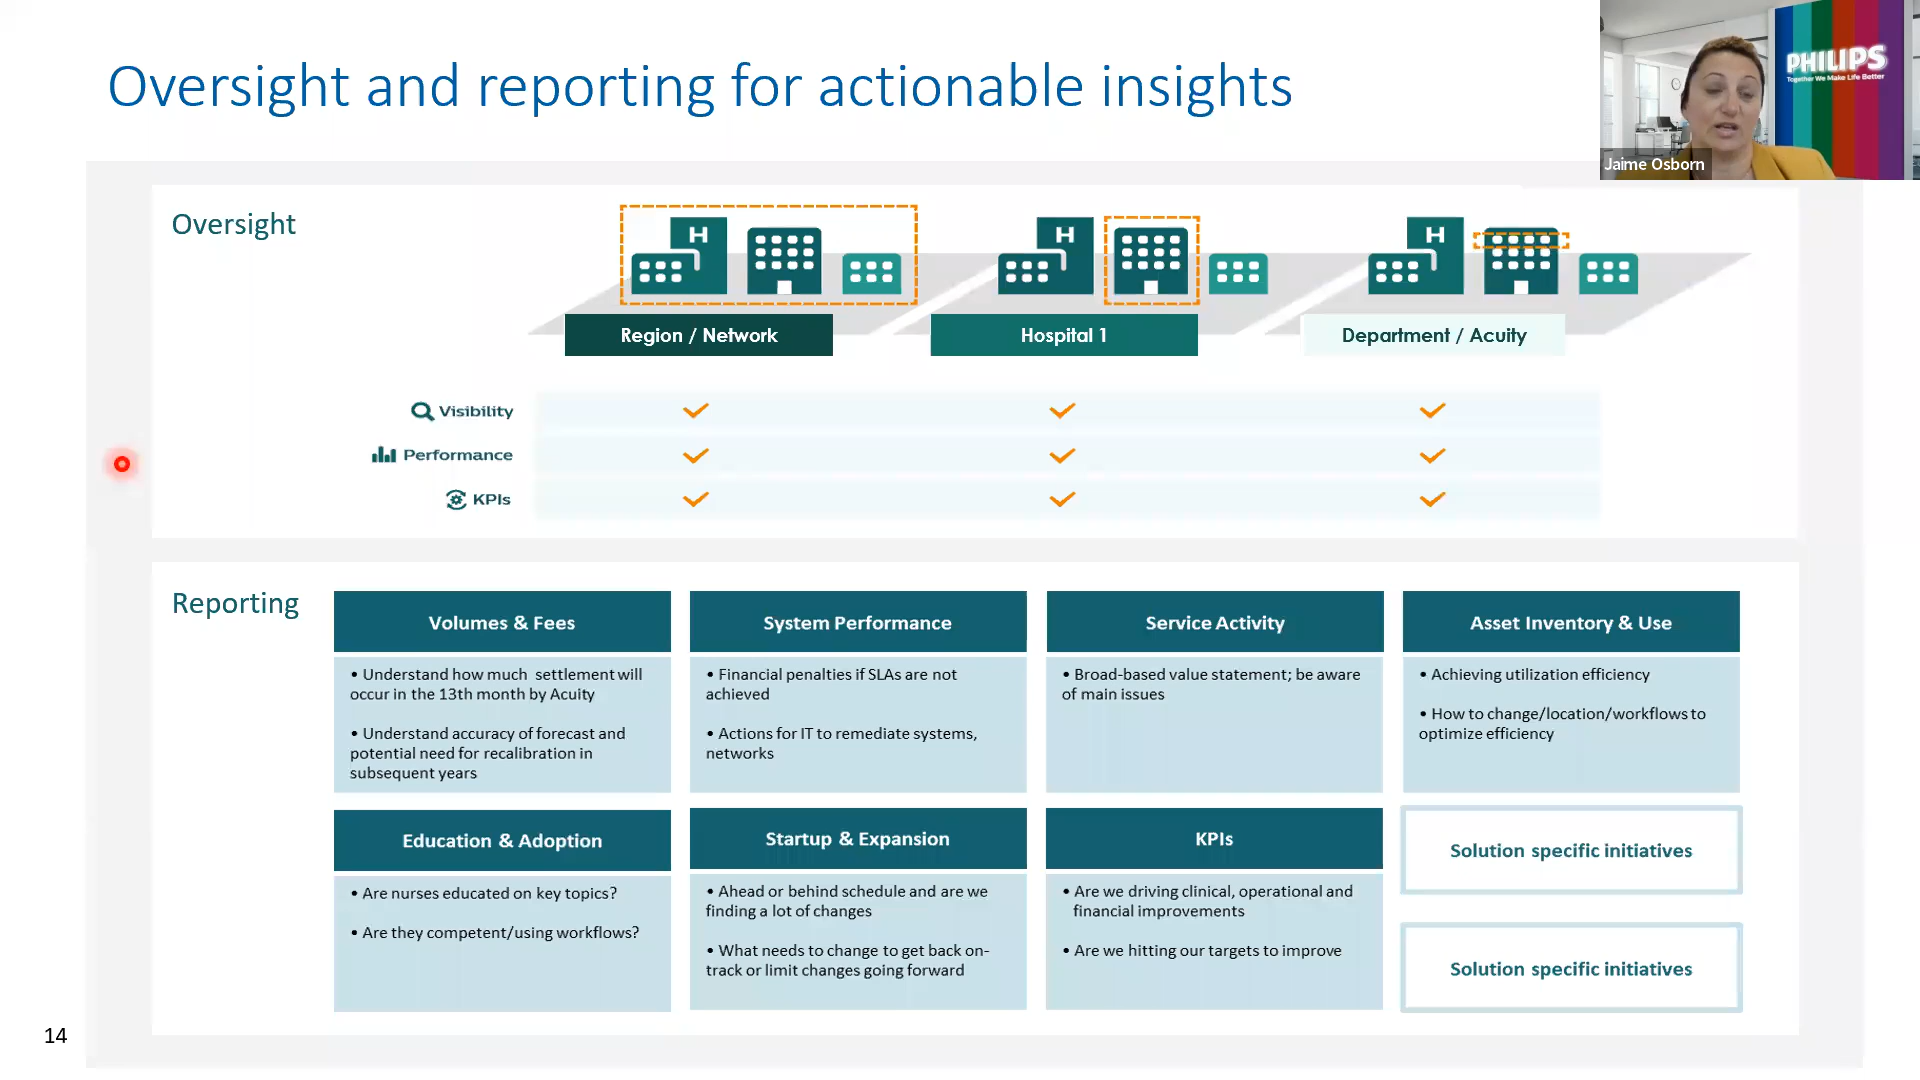 Oversight and reporting for actionable insights
PHILIPS
Together We Make Life Better
Jaime Osborn
Oversight
H
H
H
Region / Network
Hospital 1
Department / Acuity
Visibility
Performance
KPIs
Reporting
Volumes & Fees
• Understand how much settlement will
occur in the 13th month by Acuity
• Understand accuracy of forecast and
potential need for recalibration in
subsequent years
System Performance
• Financial penalties if SLAs are not
achieved
• Actions for IT to remediate systems,
networks
Service Activity
• Broad-based value statement; be aware
of main issues
Asset Inventory & Use
• Achieving utilization efficiency
• How to change/location/workflows to
optimize efficiency
Education & Adoption
• Are nurses educated on key topics?
• Are they competent/using workflows?
Startup & Expansion
• Ahead or behind schedule and are we
finding a lot of changes
• What needs to change to get back on-
track or limit changes going forward
KPIs
• Are we driving clinical, operational and
financial improvements
• Are we hitting our targets to improve
Solution specific initiatives
Solution specific initiatives
14